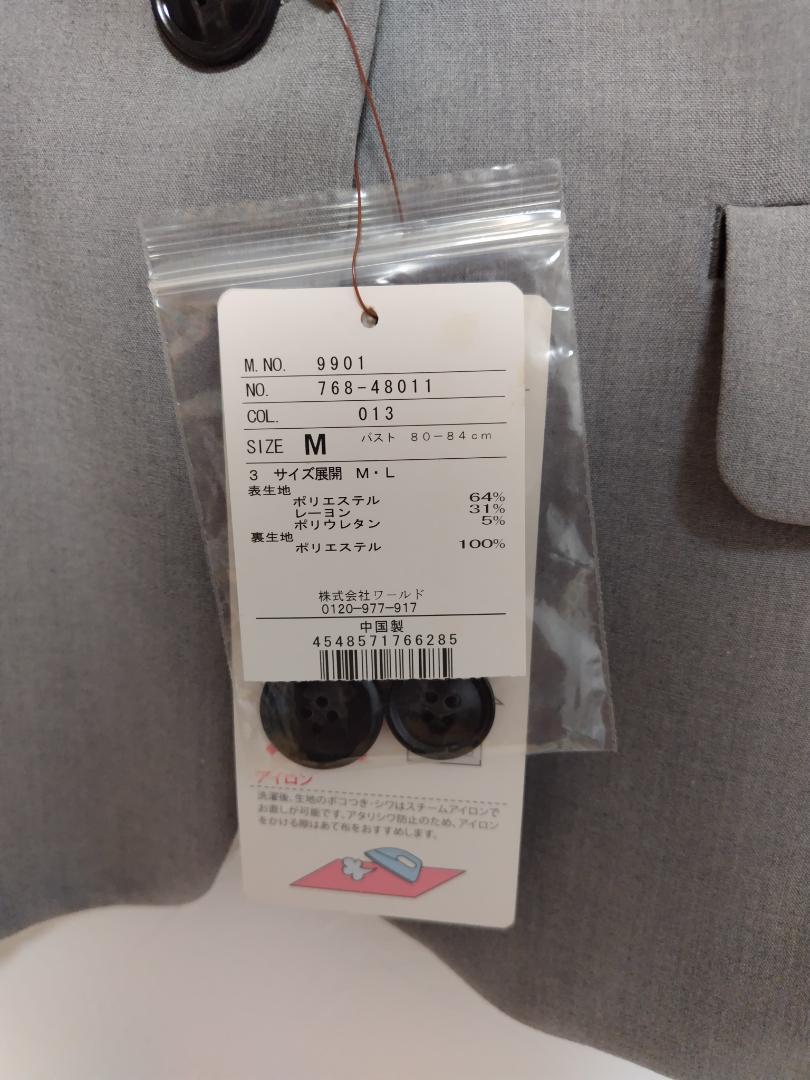 M. NO. 9901
NO. 768-48011
COL. 013
SIZE M バスト 80-84cm
3 サイズ展開 M・L
表生地
ポリエステル 64%
レーヨン 31%
ポリウレタン 5%
裏生地
ポリエステル 100%
株式会社ワールド
0120-977-917
中国製
4548571766285
アイロン
洗濯後、生地のボコつき・シワはスチームアイロンで
お直しが可能です。アタリシワ防止のため、アイロン
をかける際はあて布をおすすめします。